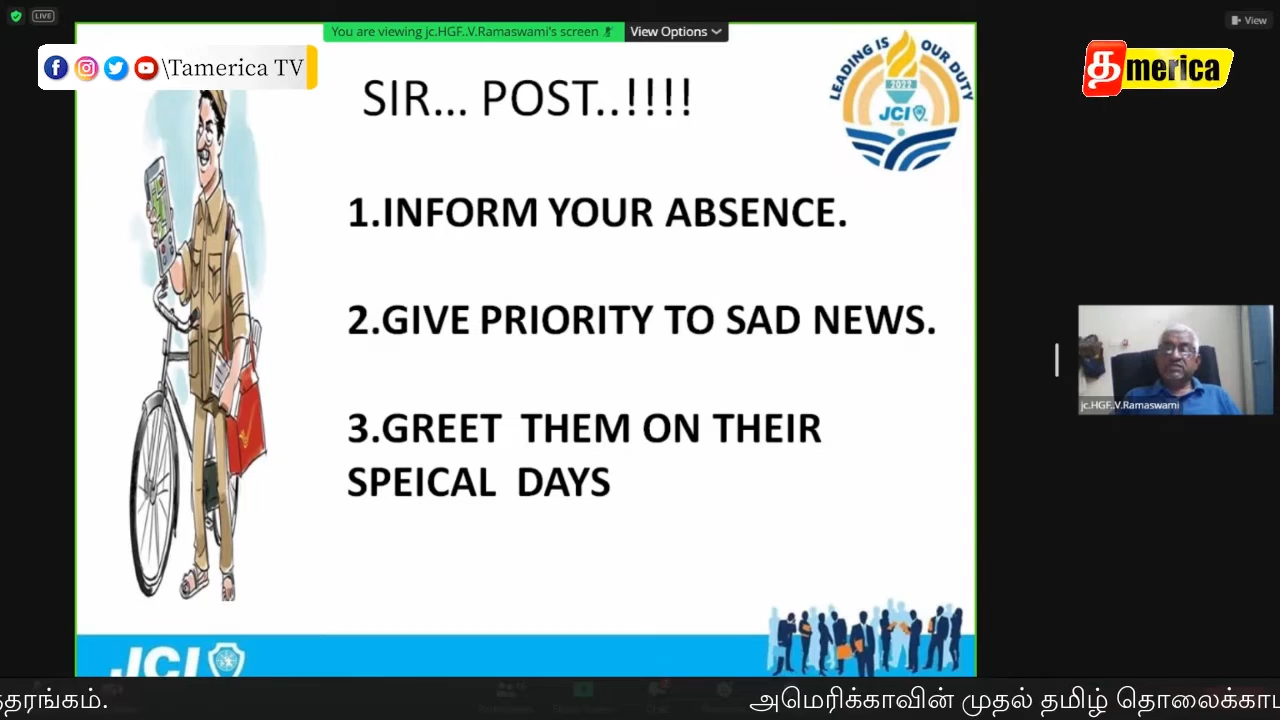 LIVE
You are viewing jc.HGF..V.Ramaswami's screen
View Options
View
\Tamerica TV
தmerica
SIR... POST..!!!!
LEADING IS OUR DUTY
2022
JCI
1.INFORM YOUR ABSENCE.
2.GIVE PRIORITY TO SAD NEWS.
3.GREET THEM ON THEIR
SPEICAL DAYS
jc.HGF..V.Ramaswami
JCI
அமெரிக்காவின் முதல் தமிழ்